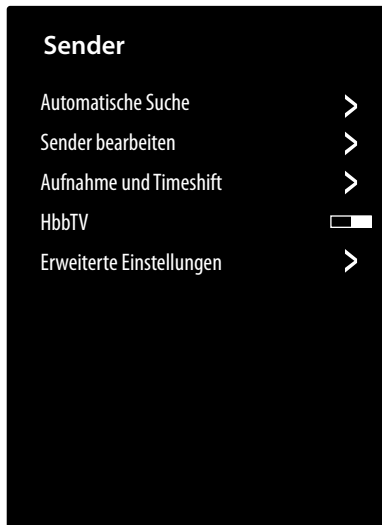 Sender
Automatische Suche
Sender bearbeiten
Aufnahme und Timeshift
HbbTV
Erweiterte Einstellungen